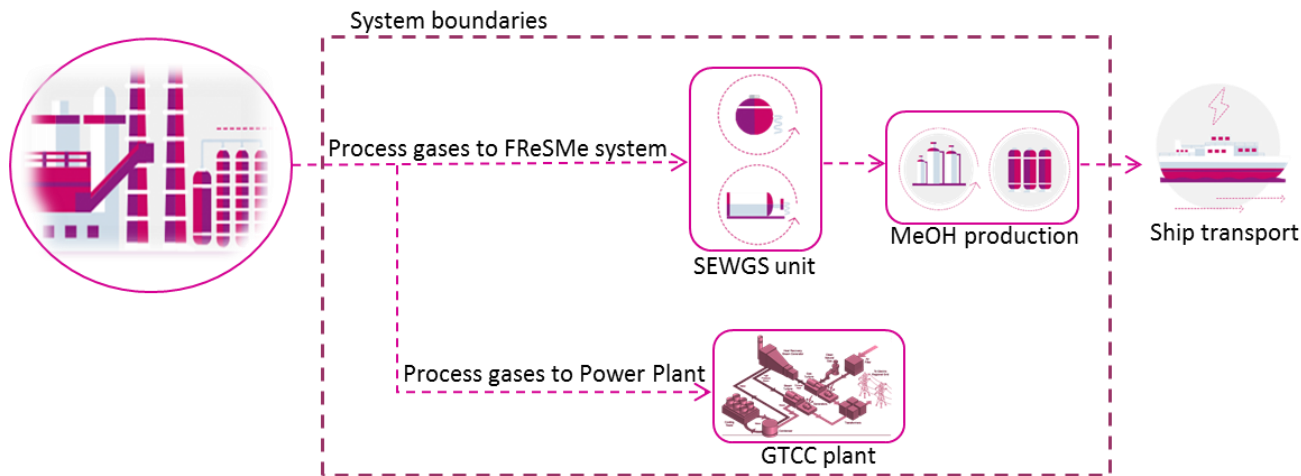 System boundaries
Process gases to FReSMe system
SEWGS unit
MeOH production
Ship transport
Process gases to Power Plant
GTCC plant